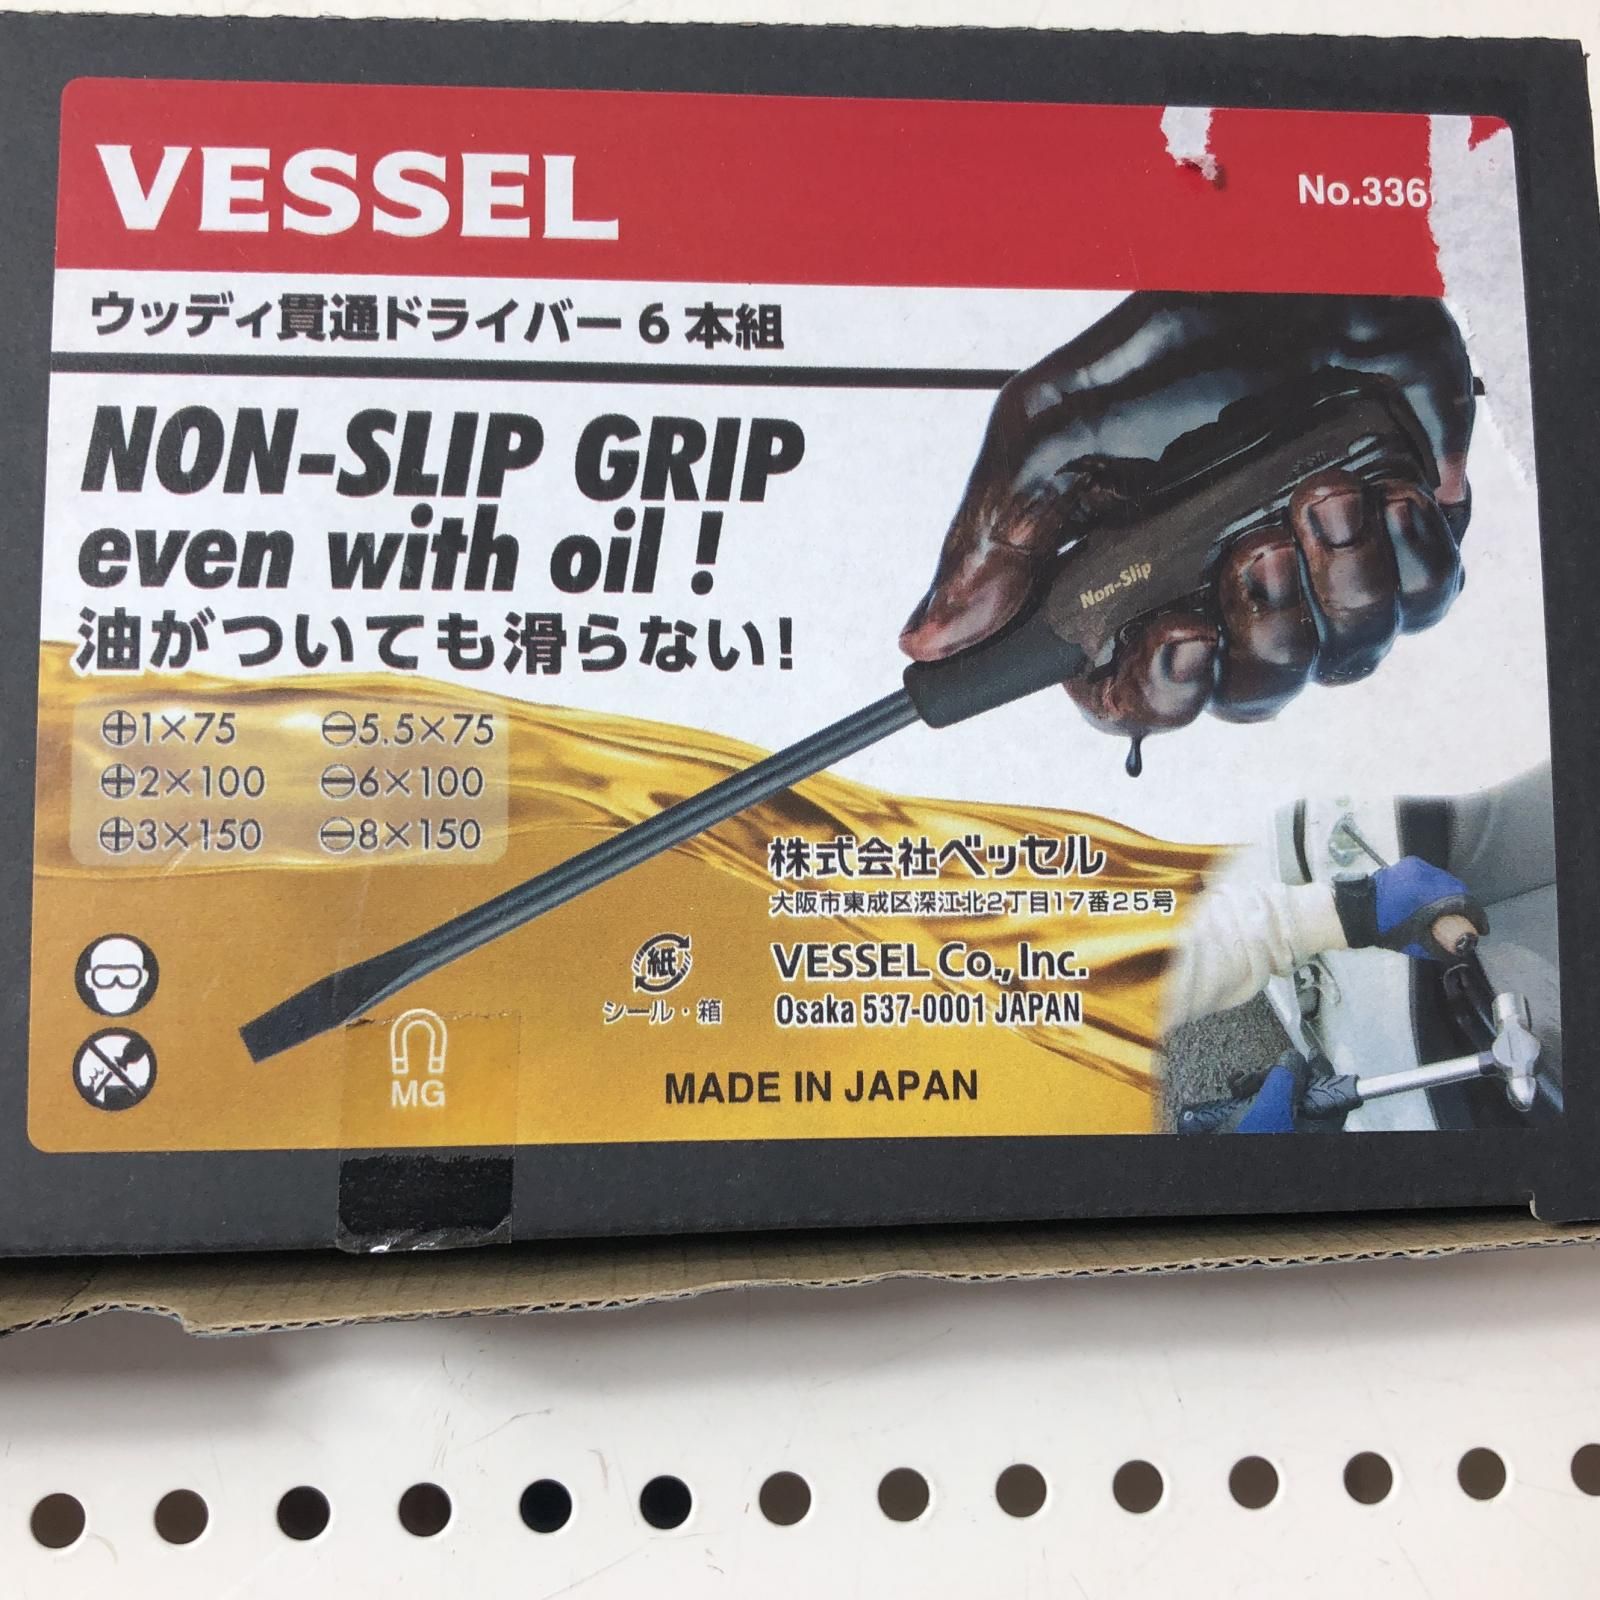 VESSEL
No.336
ウッディ貫通ドライバー6本組
NON-SLIP GRIP
even with oil!
油がついても滑らない!
Non-Slip
⊕1×75 ⊖5.5×75
⊕2×100 ⊖6×100
⊕3×150 ⊖8×150
株式会社ベッセル
大阪市東成区深江北2丁目17番25号
紙
シール・箱
VESSEL Co., Inc.
Osaka 537-0001 JAPAN
MG
MADE IN JAPAN